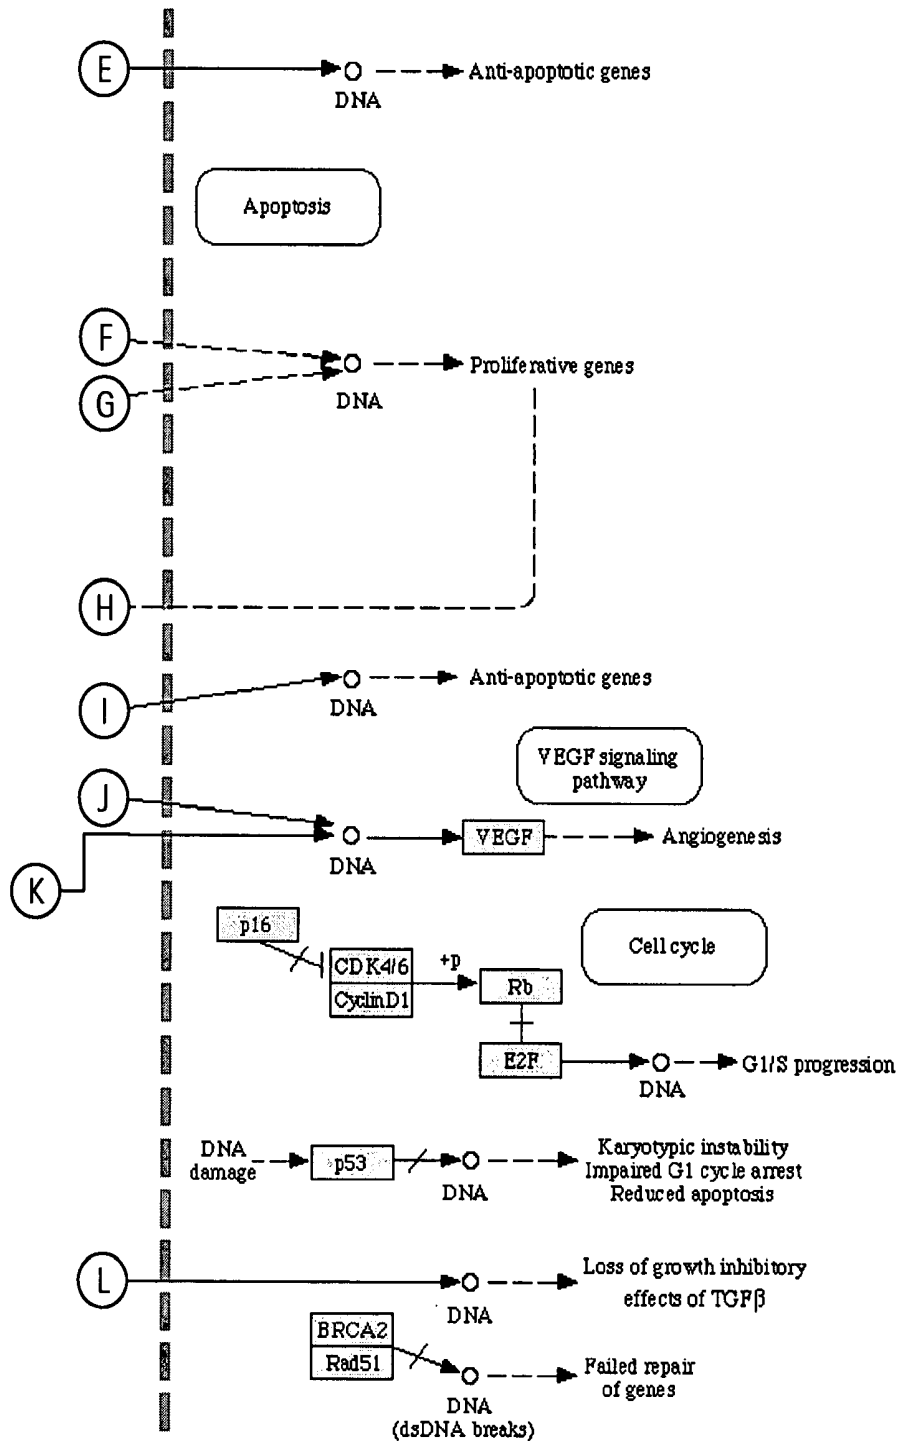 E
Anti-apoptotic genes
DNA
Apoptosis
F
G
Proliferative genes
DNA
H
Anti-apoptotic genes
DNA
I
VEGF signaling
pathway
J
VEGF
Angiogenesis
DNA
K
p16
Cell cycle
CDK4/6
CyclinD1
+p
Rb
E2F
G1/S progression
DNA
DNA
damage
p53
DNA
Karyotypic instability
Impaired G1 cycle arrest
Reduced apoptosis
L
DNA
Loss of growth inhibitory
effects of TGFβ
BRCA2
Rad51
Failed repair
of genes
DNA
(dsDNA breaks)